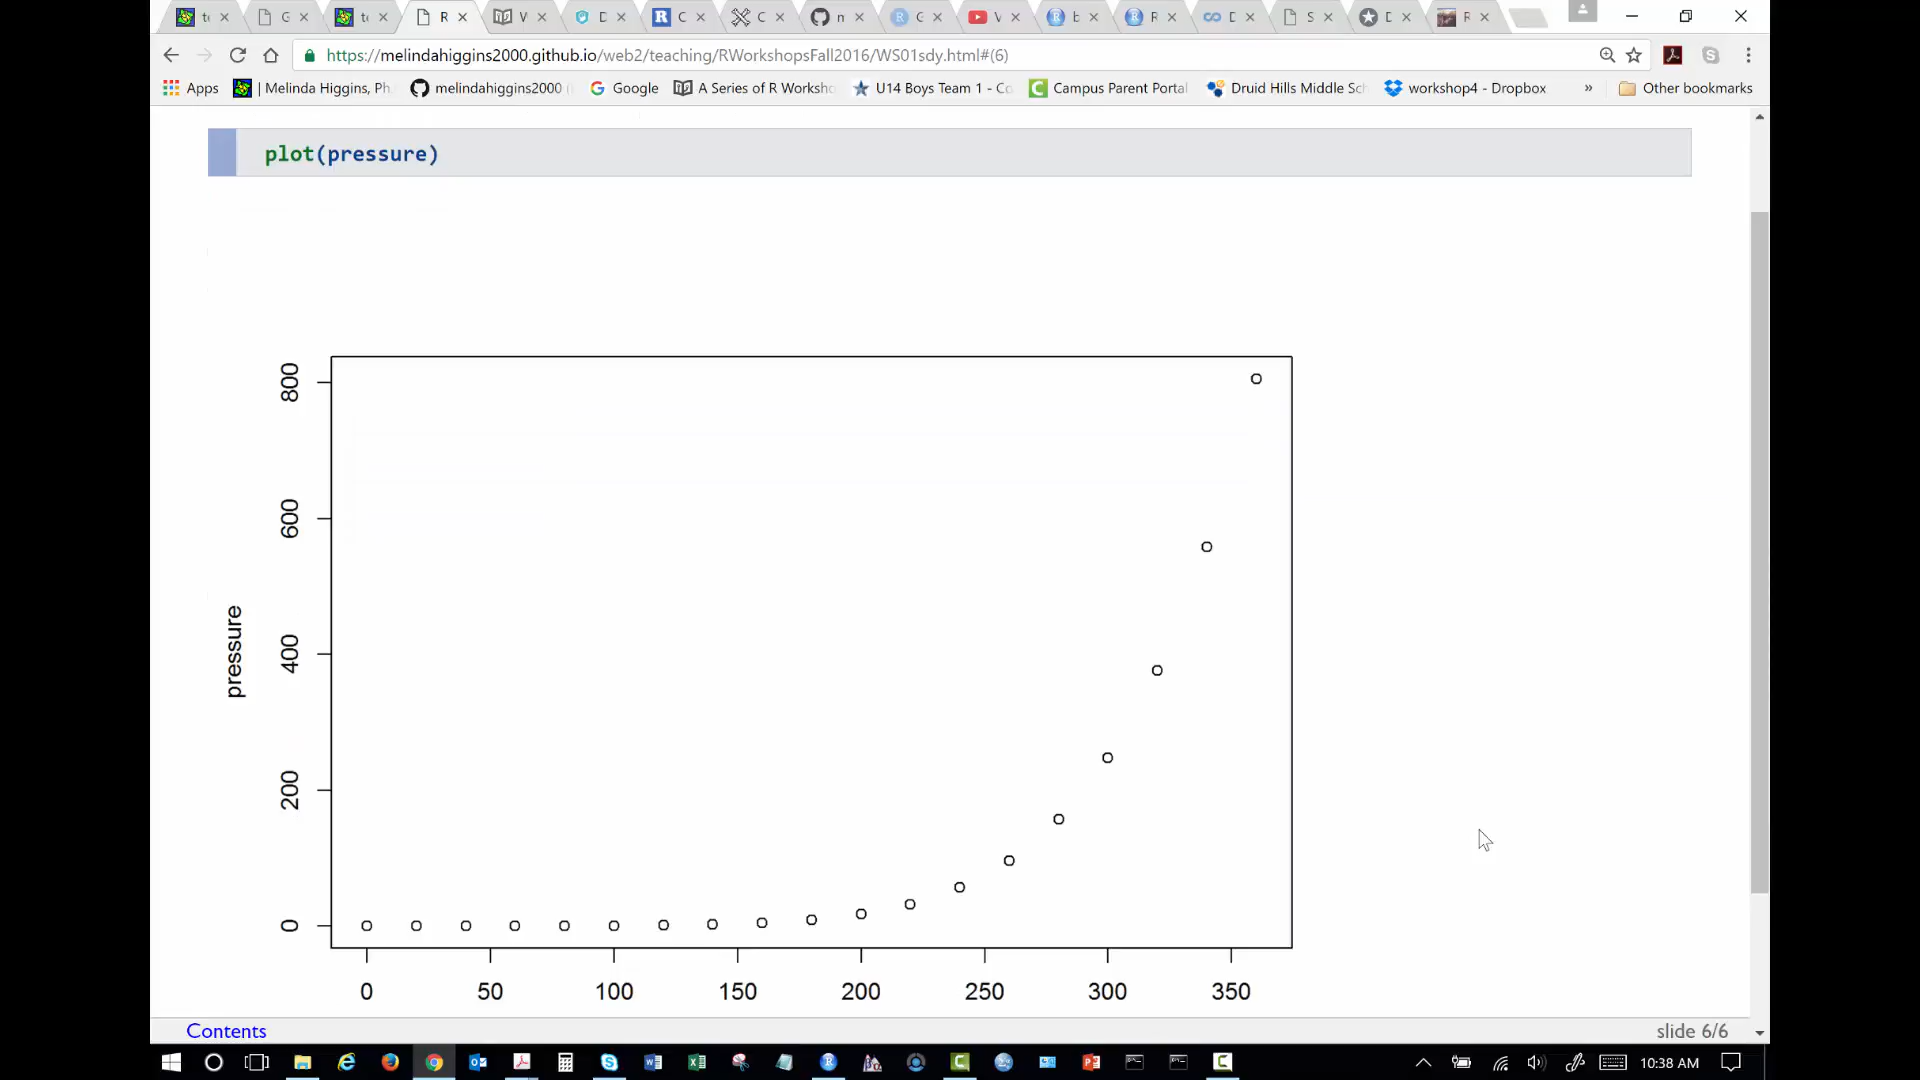 t
G
t
R
W
D
C
C
n
C
V
b
R
D
S
D
F
https://melindahiggins2000.github.io/web2/teaching/RWorkshopsFall2016/WS01sdy.html#(6)
Apps | Melinda Higgins, Ph melindahiggins2000 ( Google A Series of R Worksho U14 Boys Team 1 - Co Campus Parent Portal Druid Hills Middle Sch workshop4 - Dropbox » Other bookmarks
plot(pressure)
800
600
400
200
0
pressure
0 50 100 150 200 250 300 350
Contents slide 6/6
10:38 AM